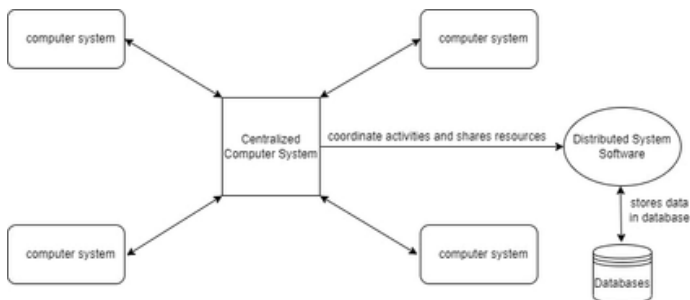 computer system
computer system
Centralized
Computer System
coordinate activities and shares resources
Distributed System
Software
stores data
in database
computer system
computer system
Databases